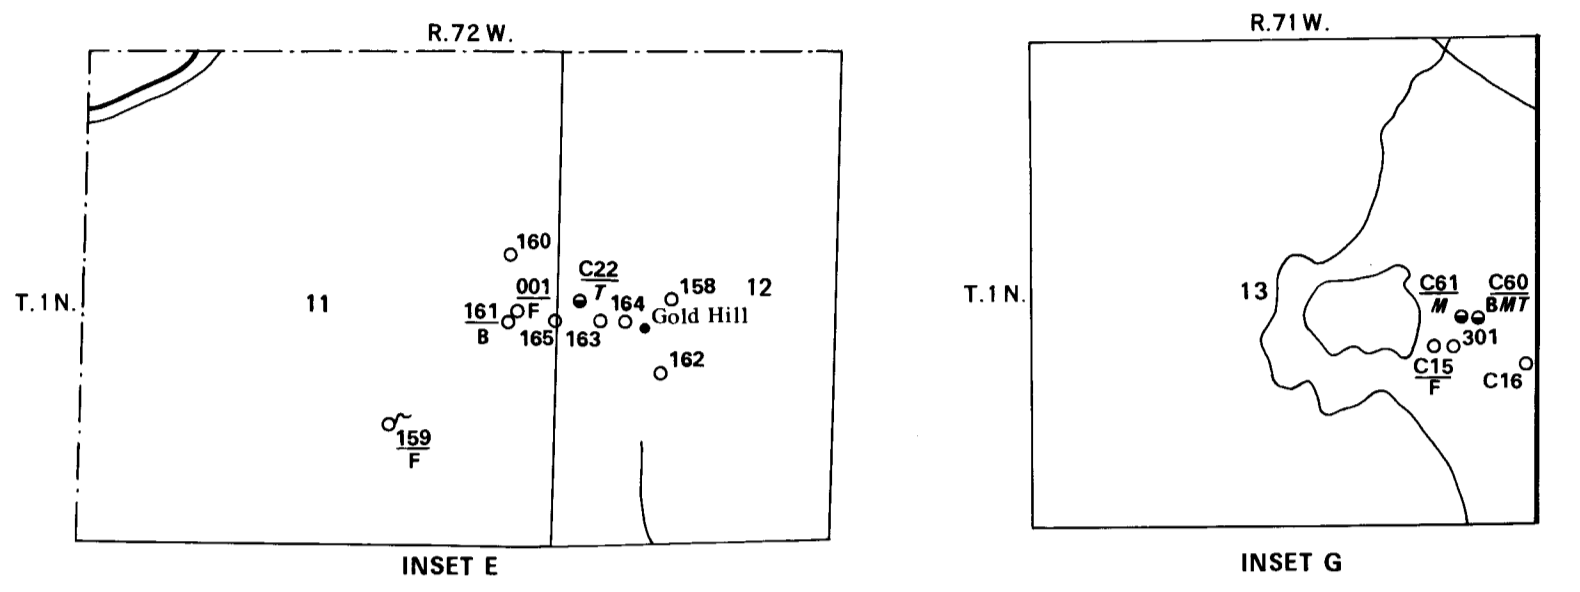 R.72 W.
T.1 N.
11
12
160
001
F
161
B
165
C22
T
163
164
158
Gold Hill
162
159
F
INSET E
R.71 W.
T.1 N.
13
C61
M
C60
BMT
301
C15
F
C16
INSET G